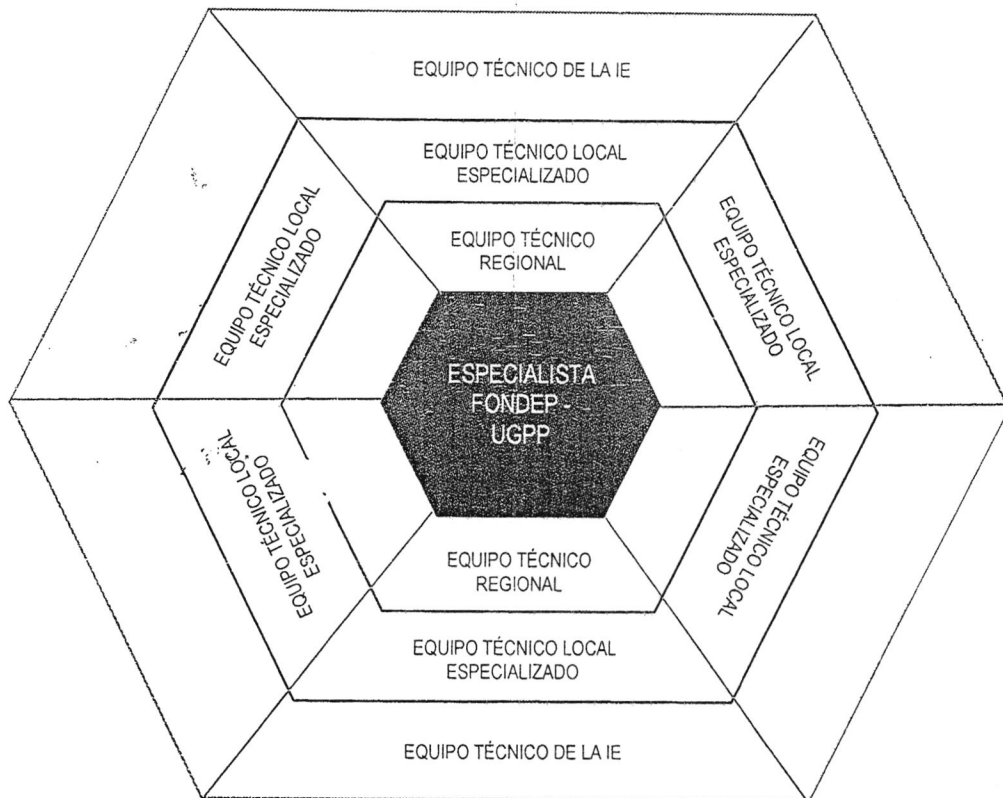 EQUIPO TÉCNICO DE LA IE
EQUIPO TÉCNICO LOCAL
ESPECIALIZADO
EQUIPO TÉCNICO
REGIONAL
EQUIPO TÉCNICO LOCAL
ESPECIALIZADO
EQUIPO TÉCNICO LOCAL
ESPECIALIZADO
ESPECIALISTA
FONDEP -
UGPP
EQUIPO TÉCNICO LOCAL
ESPECIALIZADO
EQUIPO TÉCNICO LOCAL
ESPECIALIZADO
EQUIPO TÉCNICO
REGIONAL
EQUIPO TÉCNICO LOCAL
ESPECIALIZADO
EQUIPO TÉCNICO DE LA IE